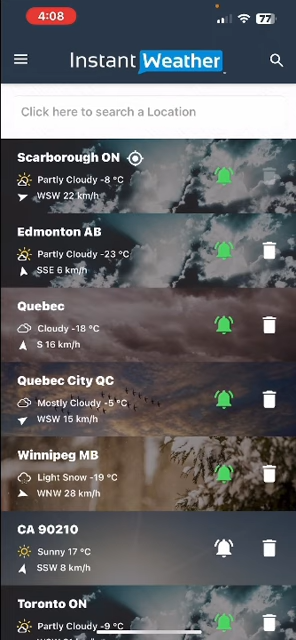 4:08
77
Instant Weather
Click here to search a Location
Scarborough ON
Partly Cloudy -8 °C
WSW 22 km/h
Edmonton AB
Partly Cloudy -23 °C
SSE 6 km/h
Quebec
Cloudy -18 °C
S 16 km/h
Quebec City QC
Mostly Cloudy -5 °C
WSW 15 km/h
Winnipeg MB
Light Snow -19 °C
WNW 28 km/h
CA 90210
Sunny 17 °C
SSW 8 km/h
Toronto ON
Partly Cloudy -9 °C